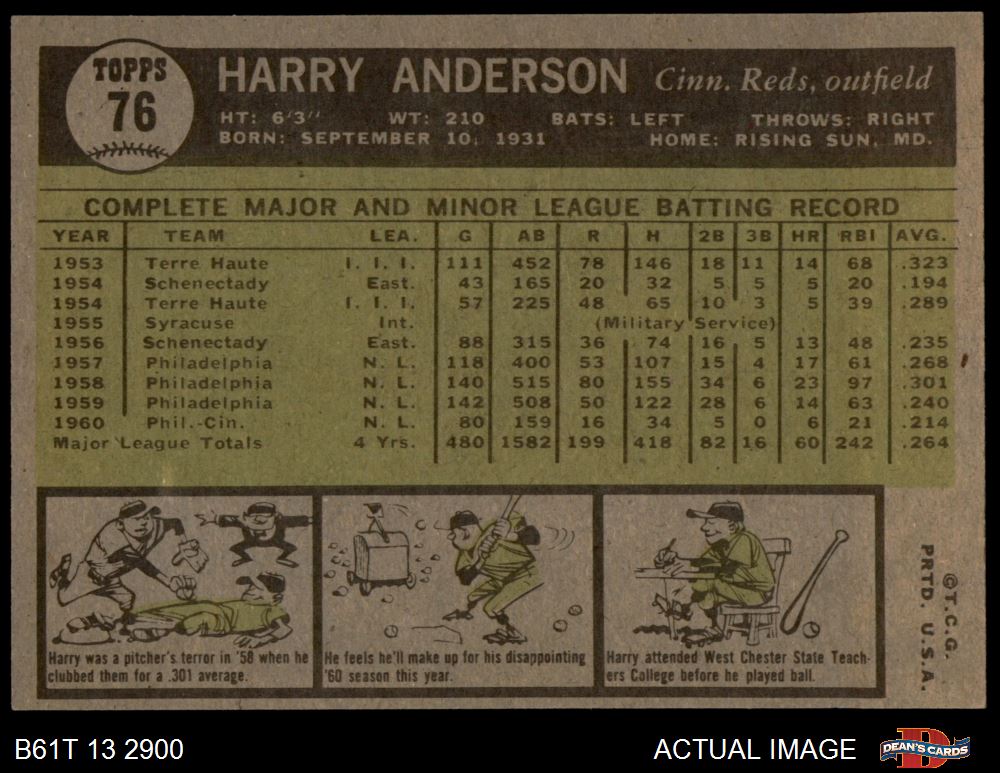 TOPPS
76
HARRY ANDERSON Cinn. Reds, outfield
HT: 6'3" WT: 210 BATS: LEFT THROWS: RIGHT
BORN: SEPTEMBER 10, 1931 HOME: RISING SUN, MD.
COMPLETE MAJOR AND MINOR LEAGUE BATTING RECORD
YEAR TEAM LEA. G AB R H 2B 3B HR RBI AVG.
1953 Terre Haute I. I. I. 111 452 78 146 18 11 14 68 .323
1954 Schenectady East. 43 165 20 32 5 5 5 20 .194
1954 Terre Haute I. I. I. 57 225 48 65 10 3 5 39 .289
1955 Syracuse Int. (Military Service)
1956 Schenectady East. 88 315 36 74 16 5 13 48 .235
1957 Philadelphia N. L. 118 400 53 107 15 4 17 61 .268
1958 Philadelphia N. L. 140 515 80 155 34 6 23 97 .301
1959 Philadelphia N. L. 142 508 50 122 28 6 14 63 .240
1960 Phil.-Cin. N. L. 80 159 16 34 5 0 6 21 .214
Major League Totals 4 Yrs. 480 1582 199 418 82 16 60 242 .264
Harry was a pitcher's terror in '58 when he
clubbed them for a .301 average.
He feels he'll make up for his disappointing
'60 season this year.
Harry attended West Chester State Teach-
ers College before he played ball.
©T.C.G.
PRTD. U.S.A.
B61T 13 2900 ACTUAL IMAGE
DEAN'S CARDS